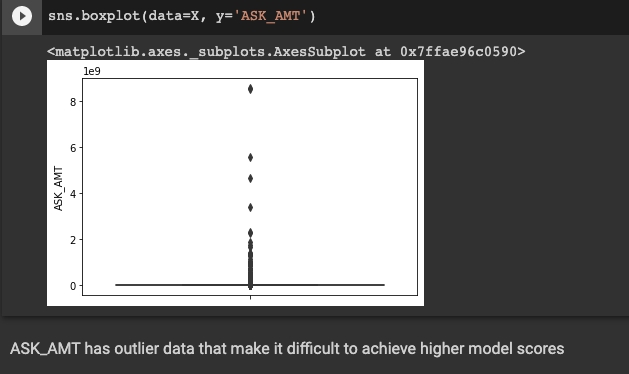 sns.boxplot(data=X, y='ASK_AMT')
<matplotlib.axes._subplots.AxesSubplot at 0x7ffae96c0590>
1e9
8
6
4
2
0
ASK_AMT
ASK_AMT has outlier data that make it difficult to achieve higher model scores